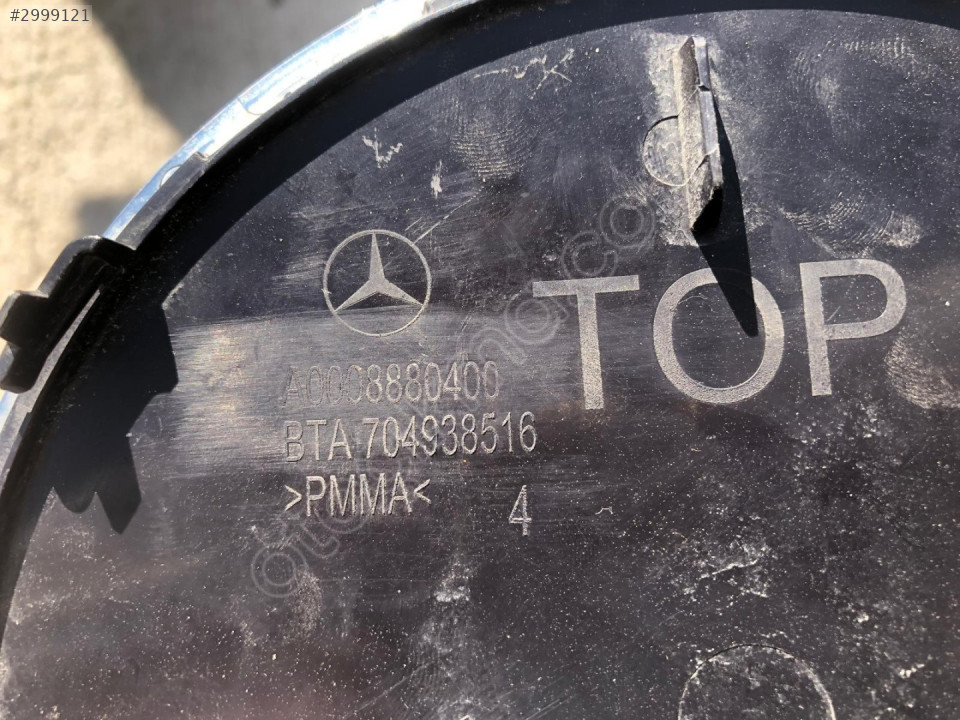 #2999121
TOP
A0008880400
BTA 704938516
>PMMA<
4